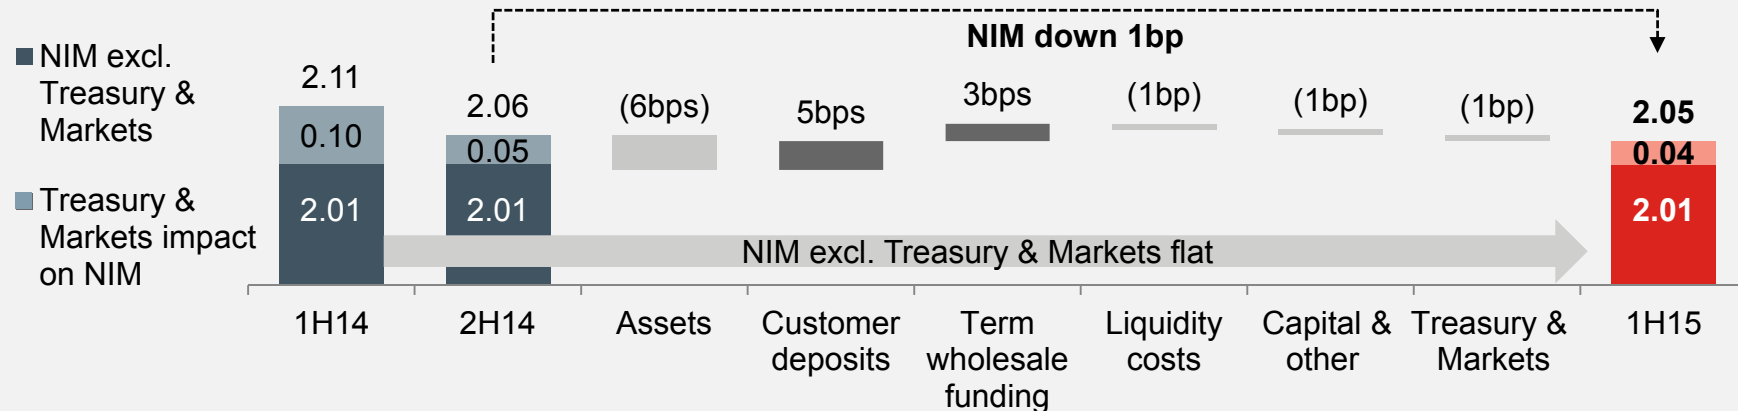 NIM down 1bp
NIM excl.
Treasury &
Markets
Treasury &
Markets impact
on NIM
2.11
0.10
2.01
2.06
0.05
2.01
(6bps)
5bps
3bps
(1bp)
(1bp)
(1bp)
2.05
0.04
2.01
NIM excl. Treasury & Markets flat
1H14
2H14
Assets
Customer
deposits
Term
wholesale
funding
Liquidity
costs
Capital &
other
Treasury &
Markets
1H15